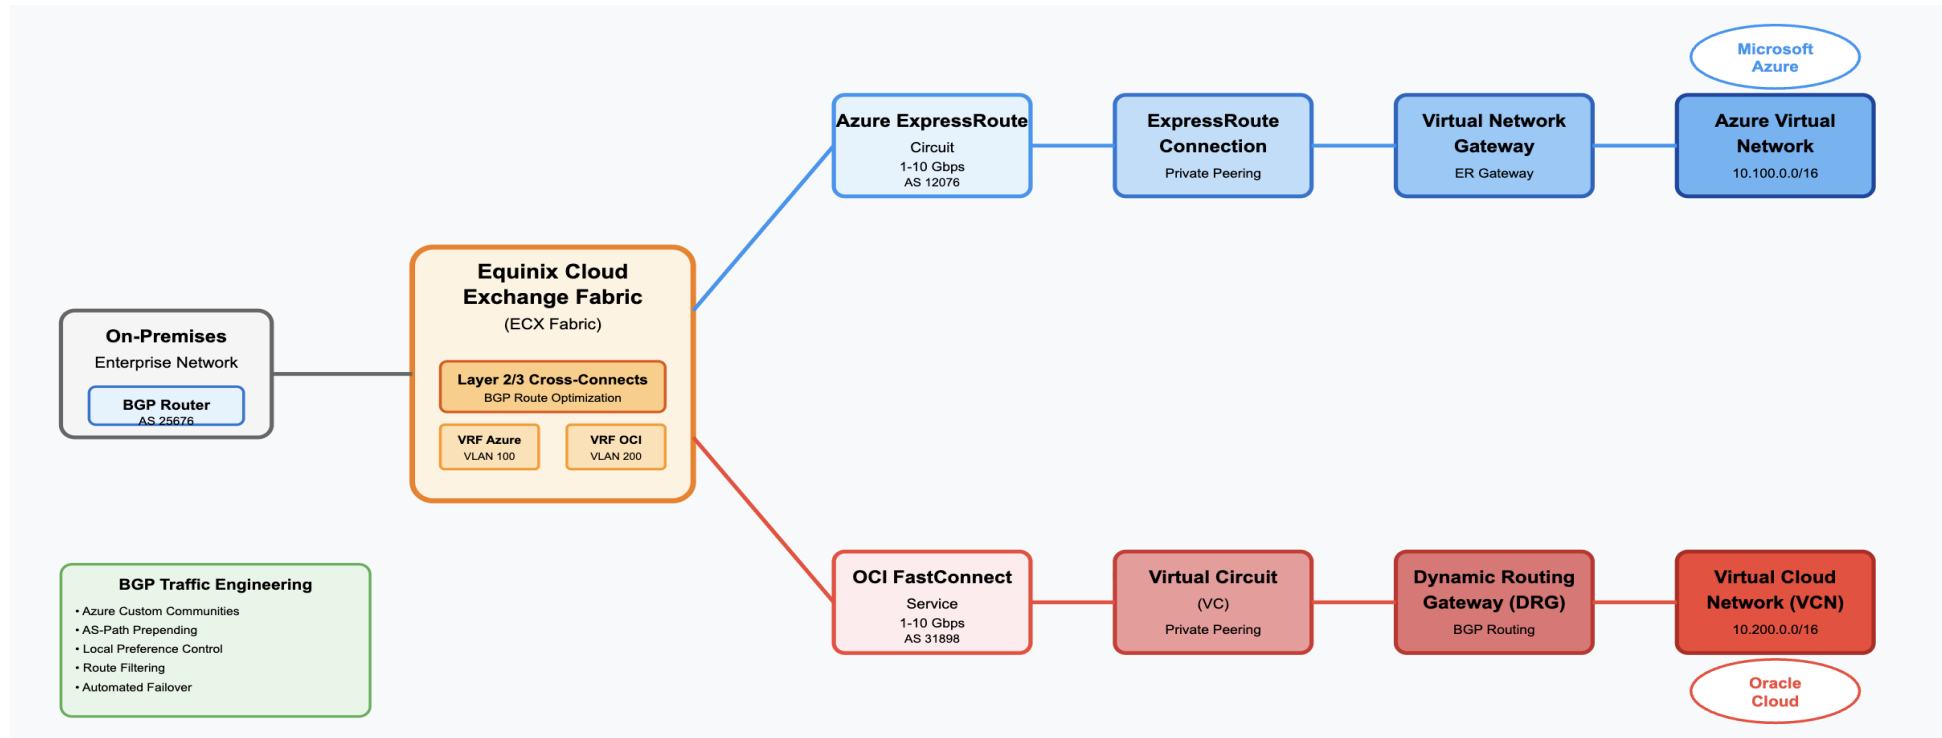 Microsoft
Azure
Azure ExpressRoute
Circuit
1-10 Gbps
AS 12076
ExpressRoute
Connection
Private Peering
Virtual Network
Gateway
ER Gateway
Azure Virtual
Network
10.100.0.0/16
On-Premises
Enterprise Network
BGP Router
AS 25676
Equinix Cloud
Exchange Fabric
(ECX Fabric)
Layer 2/3 Cross-Connects
BGP Route Optimization
VRF Azure
VLAN 100
VRF OCI
VLAN 200
BGP Traffic Engineering
• Azure Custom Communities
• AS-Path Prepending
• Local Preference Control
• Route Filtering
• Automated Failover
OCI FastConnect
Service
1-10 Gbps
AS 31898
Virtual Circuit
(VC)
Private Peering
Dynamic Routing
Gateway (DRG)
BGP Routing
Virtual Cloud
Network (VCN)
10.200.0.0/16
Oracle
Cloud